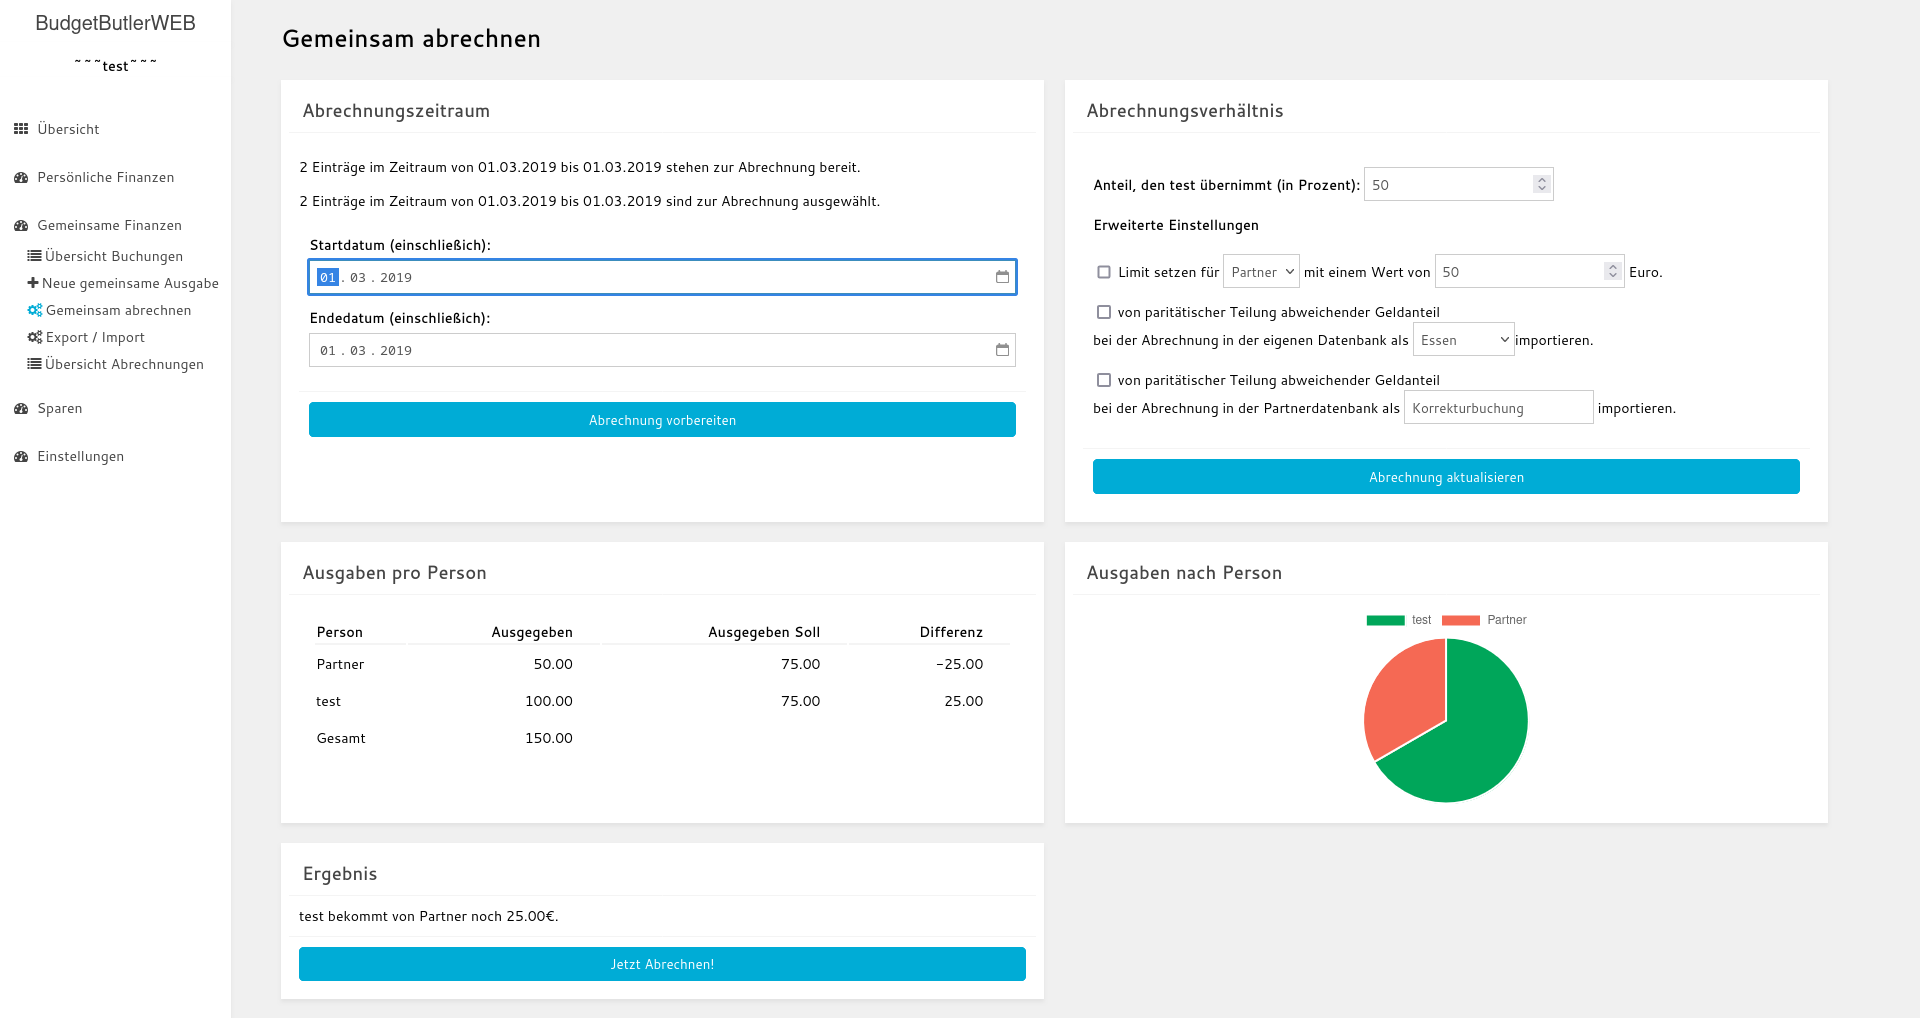 BudgetButlerWEB
~~~test~~~
Übersicht
Persönliche Finanzen
Gemeinsame Finanzen
Übersicht Buchungen
Neue gemeinsame Ausgabe
Gemeinsam abrechnen
Export / Import
Übersicht Abrechnungen
Sparen
Einstellungen
Gemeinsam abrechnen
Abrechnungszeitraum
2 Einträge im Zeitraum von 01.03.2019 bis 01.03.2019 stehen zur Abrechnung bereit.
2 Einträge im Zeitraum von 01.03.2019 bis 01.03.2019 sind zur Abrechnung ausgewählt.
Startdatum (einschließich):
01.03.2019
Endedatum (einschließich):
01.03.2019
Abrechnung vorbereiten
Abrechnungsverhältnis
Anteil, den test übernimmt (in Prozent): 50
Erweiterte Einstellungen
Limit setzen für Partner mit einem Wert von 50 Euro.
von paritätischer Teilung abweichender Geldanteil
bei der Abrechnung in der eigenen Datenbank als Essen importieren.
von paritätischer Teilung abweichender Geldanteil
bei der Abrechnung in der Partnerdatenbank als Korrekturbuchung importieren.
Abrechnung aktualisieren
Ausgaben pro Person
Person Ausgegeben Ausgegeben Soll Differenz
Partner 50.00 75.00 -25.00
test 100.00 75.00 25.00
Gesamt 150.00
Ausgaben nach Person
test Partner
Ergebnis
test bekommt von Partner noch 25.00€.
Jetzt Abrechnen!